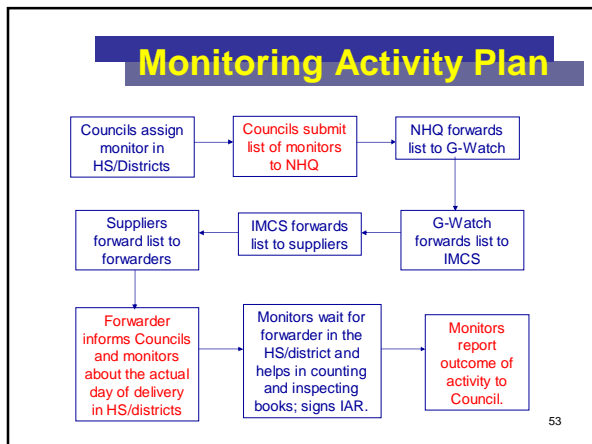 Monitoring Activity Plan
Councils assign
monitor in
HS/Districts
Councils submit
list of monitors
to NHQ
NHQ forwards
list to G-Watch
G-Watch
forwards list to
IMCS
IMCS forwards
list to suppliers
Suppliers
forward list to
forwarders
Forwarder
informs Councils
and monitors
about the actual
day of delivery
in HS/districts
Monitors wait for
forwarder in the
HS/district and
helps in counting
and inspecting
books; signs IAR.
Monitors
report outcome
of activity to
Council.
53